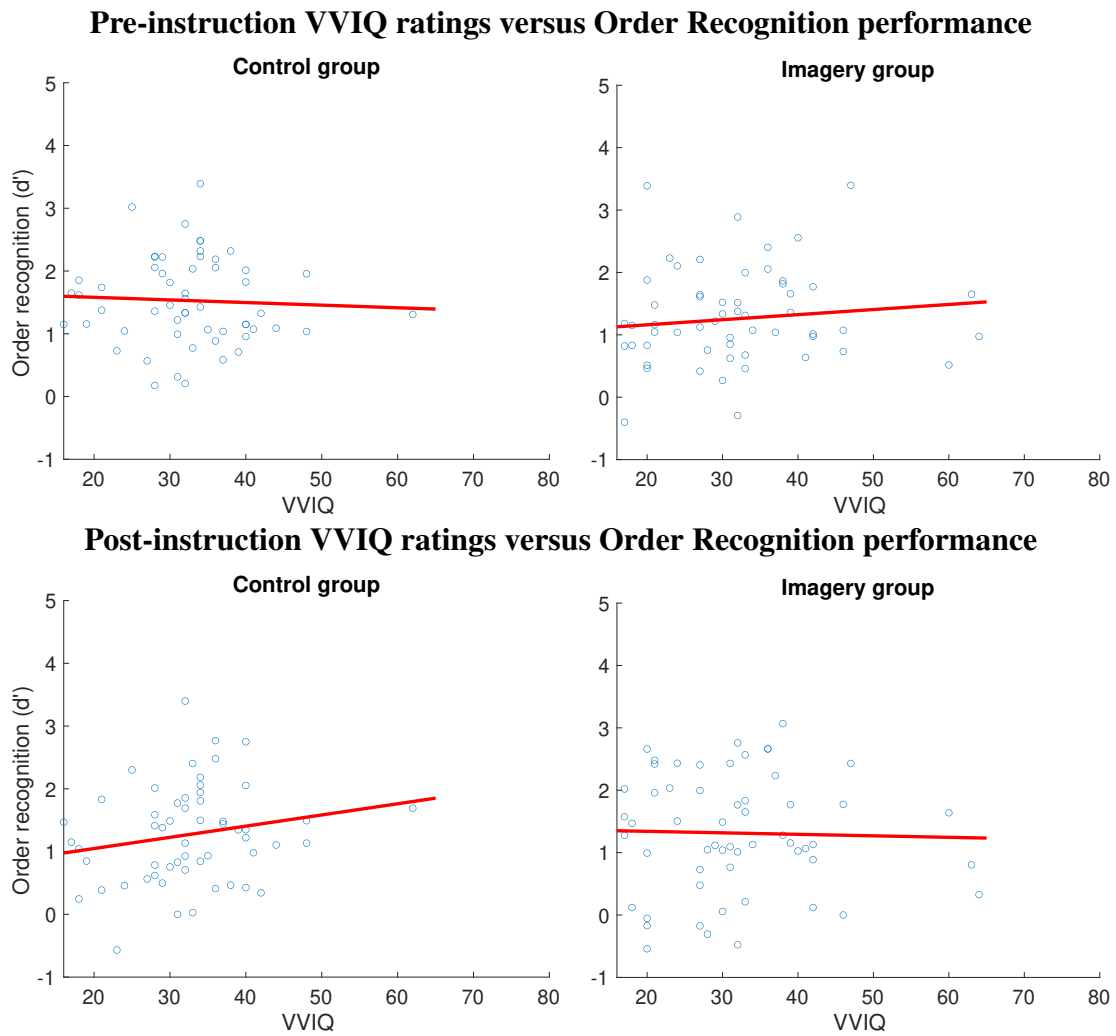 Pre-instruction VVIQ ratings versus Order Recognition performance
Control group
Imagery group
5
4
3
2
1
0
-1
Order recognition (d')
20 30 40 50 60 70 80
VVIQ
5
4
3
2
1
0
-1
20 30 40 50 60 70 80
VVIQ
Post-instruction VVIQ ratings versus Order Recognition performance
Control group
Imagery group
5
4
3
2
1
0
-1
Order recognition (d')
20 30 40 50 60 70 80
VVIQ
5
4
3
2
1
0
-1
20 30 40 50 60 70 80
VVIQ